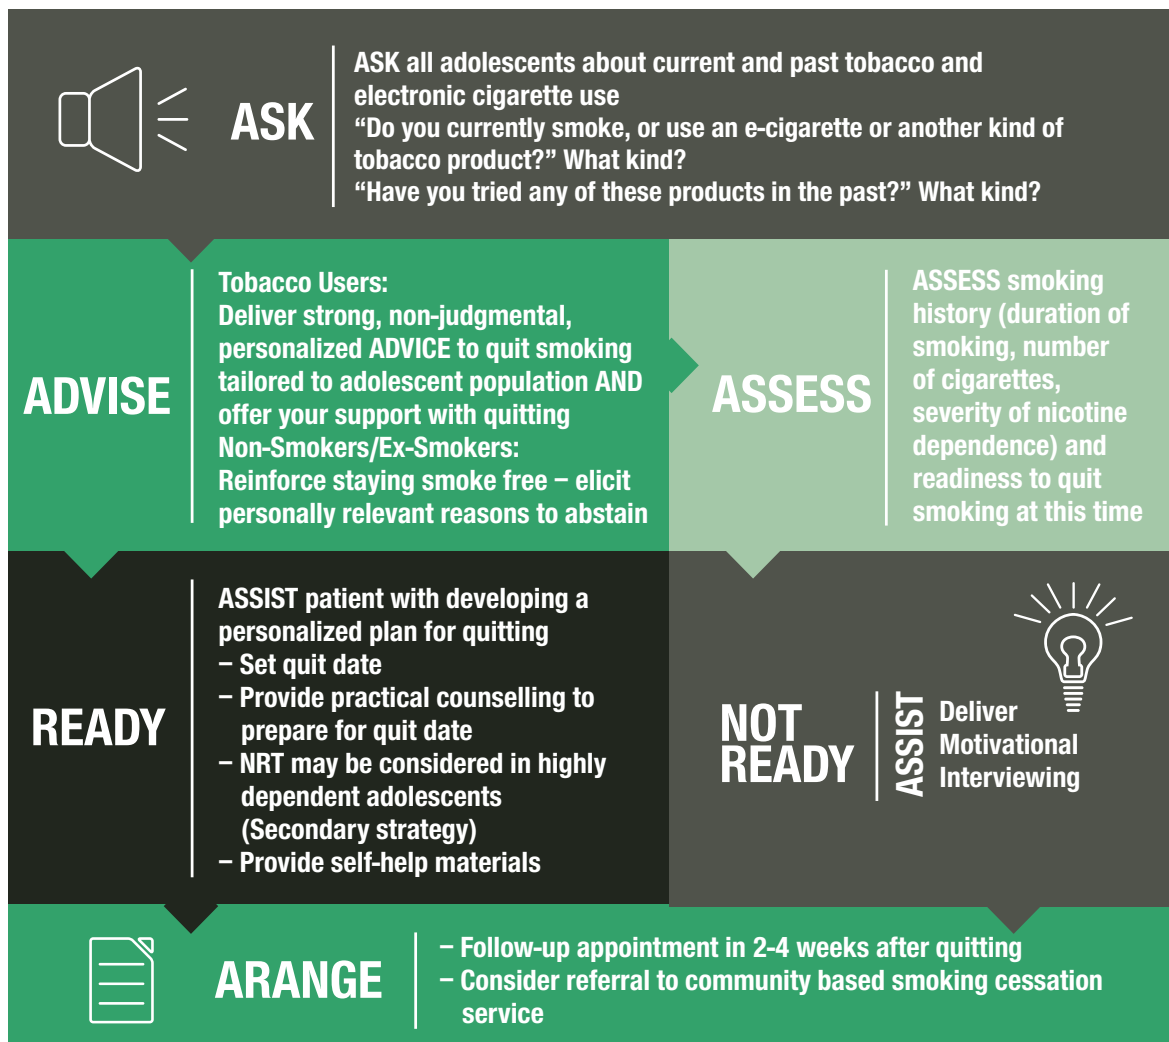 ASK
ASK all adolescents about current and past tobacco and
electronic cigarette use
“Do you currently smoke, or use an e-cigarette or another kind of
tobacco product?” What kind?
“Have you tried any of these products in the past?” What kind?
ADVISE
Tobacco Users:
Deliver strong, non-judgmental,
personalized ADVICE to quit smoking
tailored to adolescent population AND
offer your support with quitting
Non-Smokers/Ex-Smokers:
Reinforce staying smoke free – elicit
personally relevant reasons to abstain
ASSESS
ASSESS smoking
history (duration of
smoking, number
of cigarettes,
severity of nicotine
dependence) and
readiness to quit
smoking at this time
READY
ASSIST patient with developing a
personalized plan for quitting
– Set quit date
– Provide practical counselling to
prepare for quit date
– NRT may be considered in highly
dependent adolescents
(Secondary strategy)
– Provide self-help materials
NOT
READY
ASSIST
Deliver
Motivational
Interviewing
ARANGE
– Follow-up appointment in 2-4 weeks after quitting
– Consider referral to community based smoking cessation
service